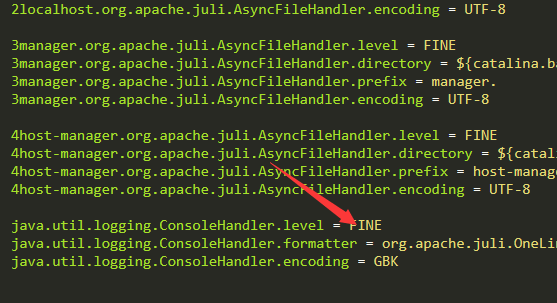 2localhost.org.apache.juli.AsyncFileHandler.encoding = UTF-8
3manager.org.apache.juli.AsyncFileHandler.level = FINE
3manager.org.apache.juli.AsyncFileHandler.directory = ${catalina.ba
3manager.org.apache.juli.AsyncFileHandler.prefix = manager.
3manager.org.apache.juli.AsyncFileHandler.encoding = UTF-8
4host-manager.org.apache.juli.AsyncFileHandler.level = FINE
4host-manager.org.apache.juli.AsyncFileHandler.directory = ${catal
4host-manager.org.apache.juli.AsyncFileHandler.prefix = host-manag
4host-manager.org.apache.juli.AsyncFileHandler.encoding = UTF-8
java.util.logging.ConsoleHandler.level = FINE
java.util.logging.ConsoleHandler.formatter = org.apache.juli.OneLi
java.util.logging.ConsoleHandler.encoding = GBK